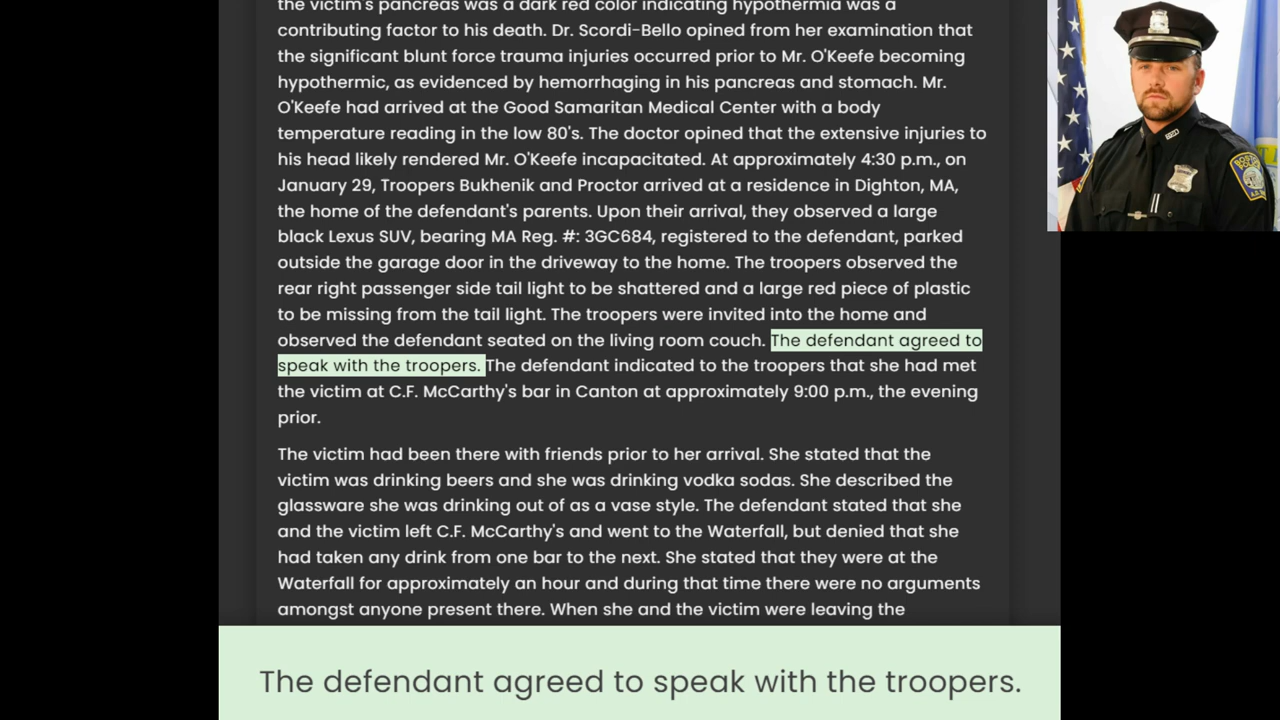 the victim's pancreas was a dark red color indicating hypothermia was a
contributing factor to his death. Dr. Scordi-Bello opined from her examination that
the significant blunt force trauma injuries occurred prior to Mr. O'Keefe becoming
hypothermic, as evidenced by hemorrhaging in his pancreas and stomach. Mr.
O'Keefe had arrived at the Good Samaritan Medical Center with a body
temperature reading in the low 80's. The doctor opined that the extensive injuries to
his head likely rendered Mr. O'Keefe incapacitated. At approximately 4:30 p.m., on
January 29, Troopers Bukhenik and Proctor arrived at a residence in Dighton, MA,
the home of the defendant's parents. Upon their arrival, they observed a large
black Lexus SUV, bearing MA Reg. #: 3GC684, registered to the defendant, parked
outside the garage door in the driveway to the home. The troopers observed the
rear right passenger side tail light to be shattered and a large red piece of plastic
to be missing from the tail light. The troopers were invited into the home and
observed the defendant seated on the living room couch. The defendant agreed to
speak with the troopers. The defendant indicated to the troopers that she had met
the victim at C.F. McCarthy's bar in Canton at approximately 9:00 p.m., the evening
prior.
The victim had been there with friends prior to her arrival. She stated that the
victim was drinking beers and she was drinking vodka sodas. She described the
glassware she was drinking out of as a vase style. The defendant stated that she
and the victim left C.F. McCarthy's and went to the Waterfall, but denied that she
had taken any drink from one bar to the next. She stated that they were at the
Waterfall for approximately an hour and during that time there were no arguments
amongst anyone present there. When she and the victim were leaving the
The defendant agreed to speak with the troopers.